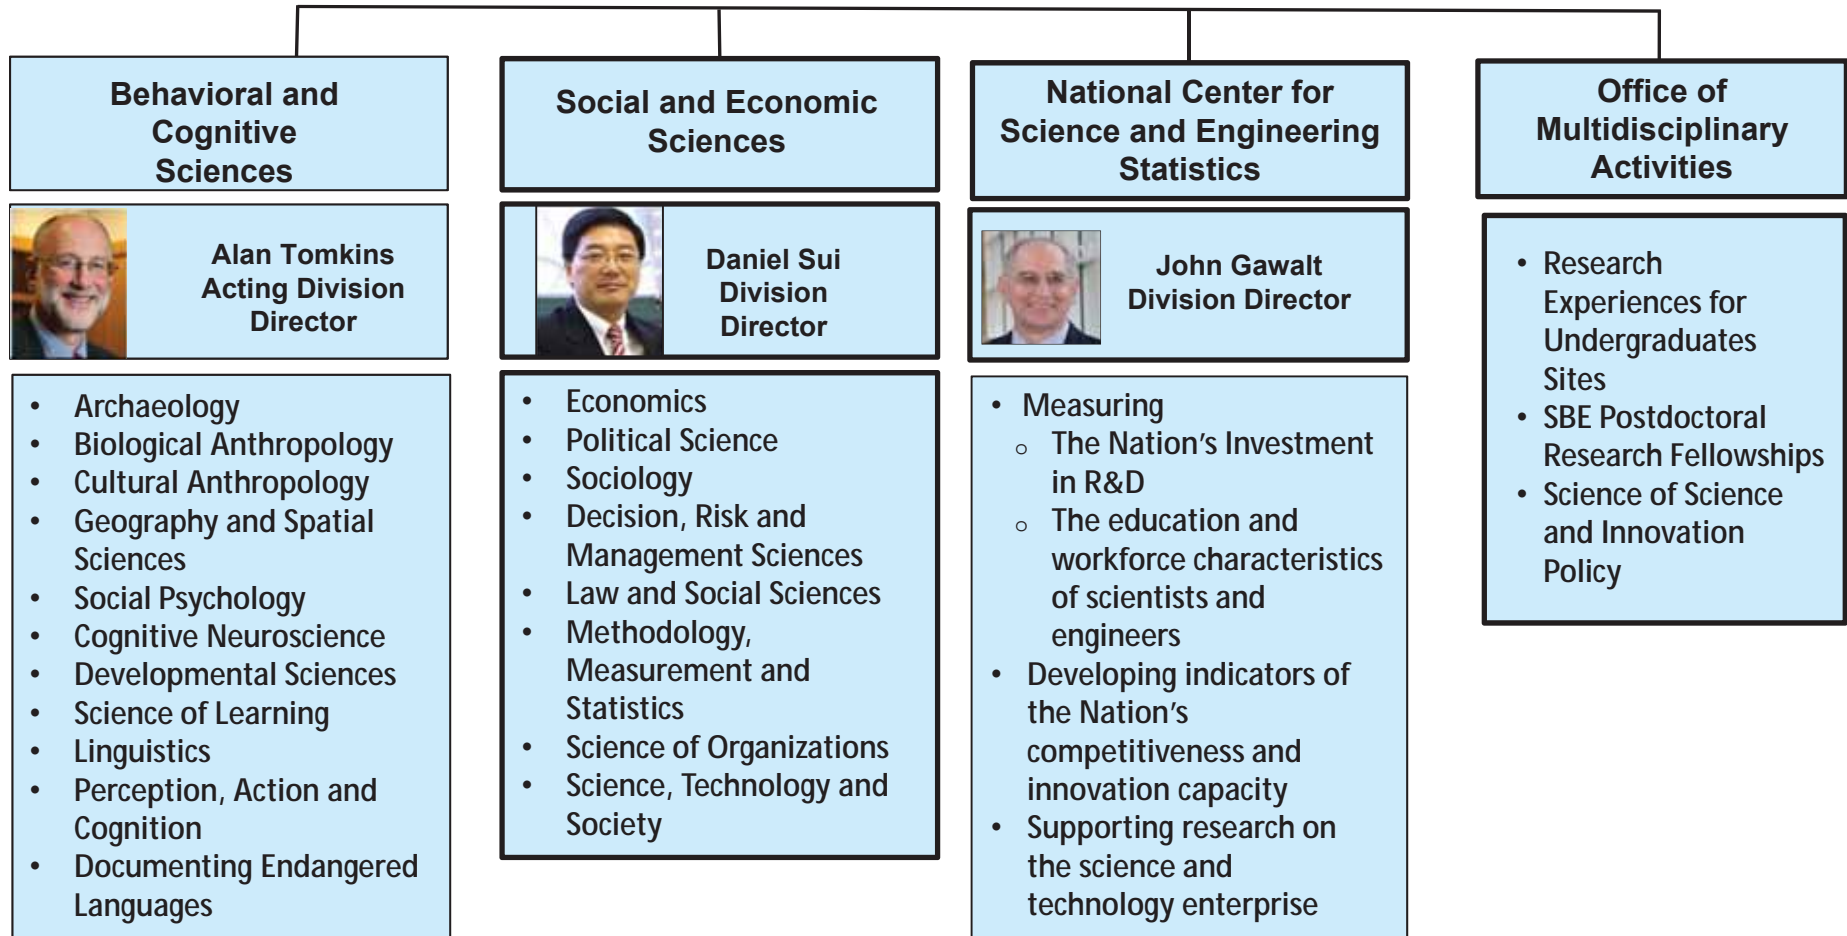 Behavioral and
Cognitive
Sciences
Alan Tomkins
Acting Division
Director
• Archaeology
• Biological Anthropology
• Cultural Anthropology
• Geography and Spatial
Sciences
• Social Psychology
• Cognitive Neuroscience
• Developmental Sciences
• Science of Learning
• Linguistics
• Perception, Action and
Cognition
• Documenting Endangered
Languages
Social and Economic
Sciences
Daniel Sui
Division
Director
• Economics
• Political Science
• Sociology
• Decision, Risk and
Management Sciences
• Law and Social Sciences
• Methodology,
Measurement and
Statistics
• Science of Organizations
• Science, Technology and
Society
National Center for
Science and Engineering
Statistics
John Gawalt
Division Director
• Measuring
o The Nation’s Investment
in R&D
o The education and
workforce characteristics
of scientists and
engineers
• Developing indicators of
the Nation’s
competitiveness and
innovation capacity
• Supporting research on
the science and
technology enterprise
Office of
Multidisciplinary
Activities
• Research
Experiences for
Undergraduates
Sites
• SBE Postdoctoral
Research Fellowships
• Science of Science
and Innovation
Policy